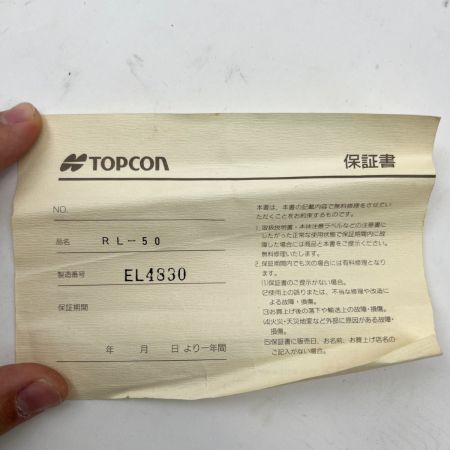 TOPCON
保証書
NO.
品名 RL-50
製造番号 EL4830
保証期間
年 月 日より一年間
本書は、本書の記載内容で無料修理をさせてい
ただくことをお約束するものです。
1.取扱説明書・本体注意ラベルなどの注意書に
したがった正常な使用状態で保証期間内に故
障した場合には商品と本書をご提示ください。
無料修理いたします。
2.保証期間内でも次の場合には有料修理となり
ます。
(1)保証書のご提示がない場合。
(2)使用上の誤りまたは、不当な修理や改造に
よる故障・損傷。
(3)お買上げ後の落下や輸送上の故障・損傷。
(4)火災・天災地変など外部に原因がある故障・
損傷。
(5)保証書に販売日、お名前、お買上げ店名の
ご記入がない場合。